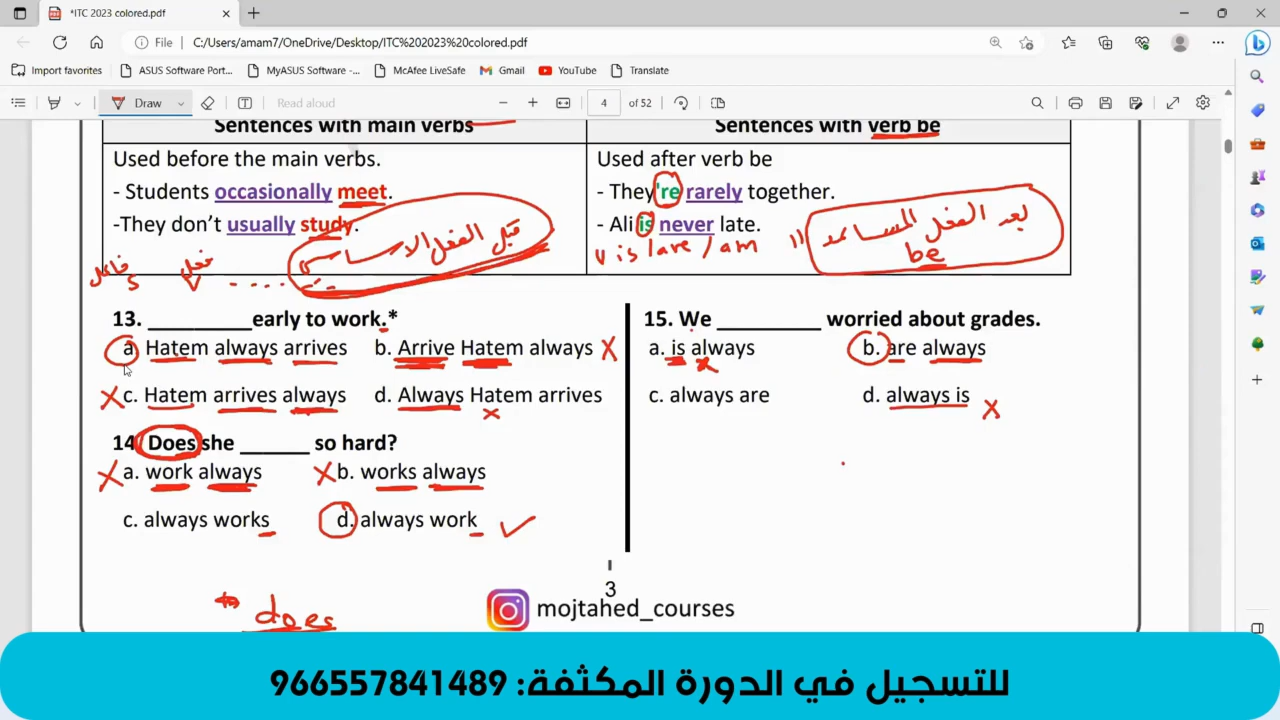 *ITC 2023 colored.pdf
File C:/Users/amam7/OneDrive/Desktop/ITC%202023%20colored.pdf
Import favorites ASUS Software Port... MyASUS Software -... McAfee LiveSafe Gmail YouTube Translate
Draw Read aloud 4 of 52
Sentences with main verbs Sentences with verb be
Used before the main verbs. Used after verb be
- Students occasionally meet. - They're rarely together.
-They don't usually study. - Ali is never late.
قبل الفعل الاساسي
بعد الفعل المساعد
be
v is/are/am
فاعل فعل
s v ....
13. ________early to work.*
a Hatem always arrives b. Arrive Hatem always X
X c. Hatem arrives always d. Always Hatem arrives X
14 Does she ______ so hard?
X a. work always X b. works always
c. always works d. always work ✓
15. We ________ worried about grades.
a. is always X b. are always
c. always are d. always is X
3
mojtahed_courses
does
للتسجيل في الدورة المكثفة: 966557841489